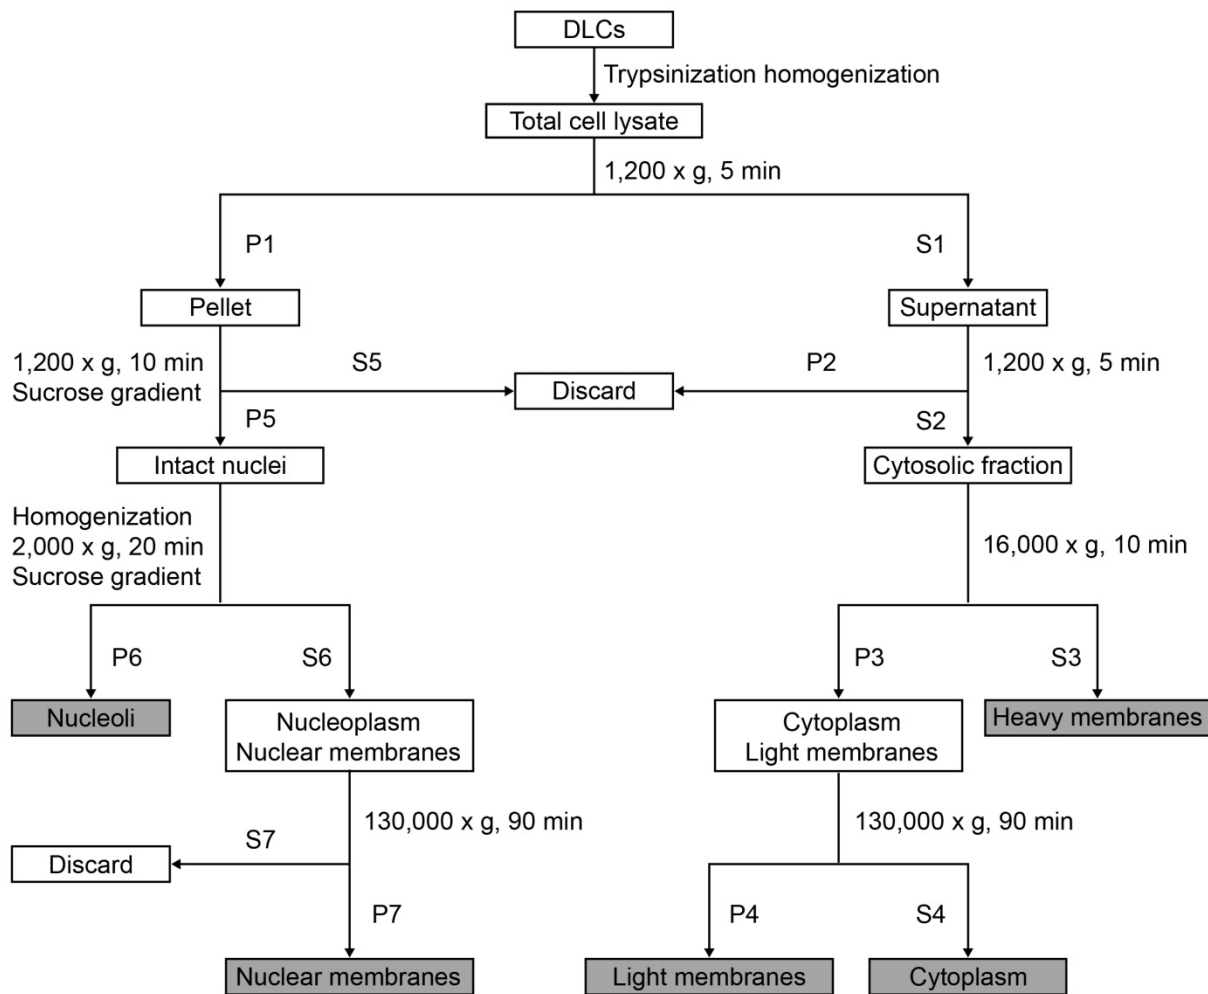 DLCs
Trypsinization homogenization
Total cell lysate
1,200 x g, 5 min
P1
S1
Pellet
Supernatant
1,200 x g, 10 min
Sucrose gradient
S5
P2
1,200 x g, 5 min
Discard
P5
S2
Intact nuclei
Cytosolic fraction
Homogenization
2,000 x g, 20 min
Sucrose gradient
16,000 x g, 10 min
P6
S6
P3
S3
Nucleoli
Nucleoplasm
Nuclear membranes
Cytoplasm
Light membranes
Heavy membranes
130,000 x g, 90 min
130,000 x g, 90 min
S7
Discard
P7
P4
S4
Nuclear membranes
Light membranes
Cytoplasm